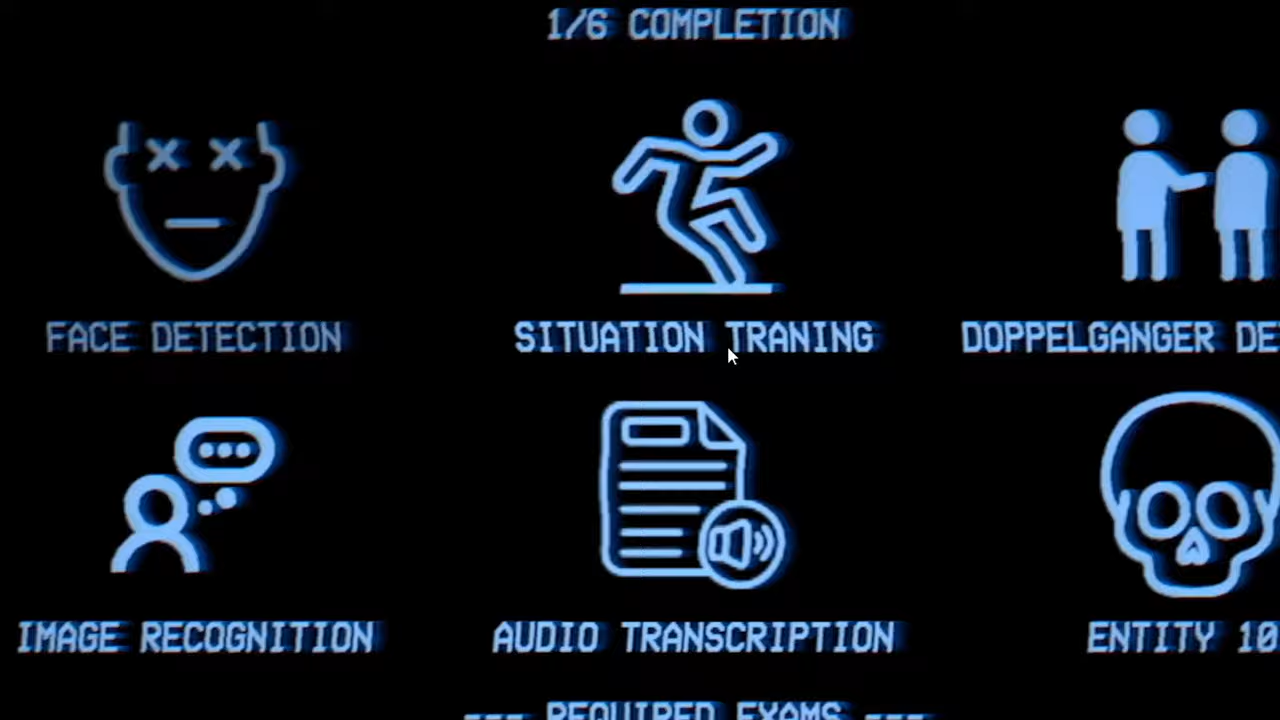 1/6 COMPLETION
FACE DETECTION
SITUATION TRANING
DOPPELGANGER DE
IMAGE RECOGNITION
AUDIO TRANSCRIPTION
ENTITY 10
--- REQUIRED EXAMS ---